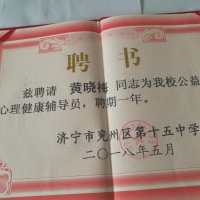 聘 书
兹聘请 黄晓梅 同志为我校公益
心理健康辅导员，聘期一年。
济宁市兖州区第十五中学
二〇一八年五月